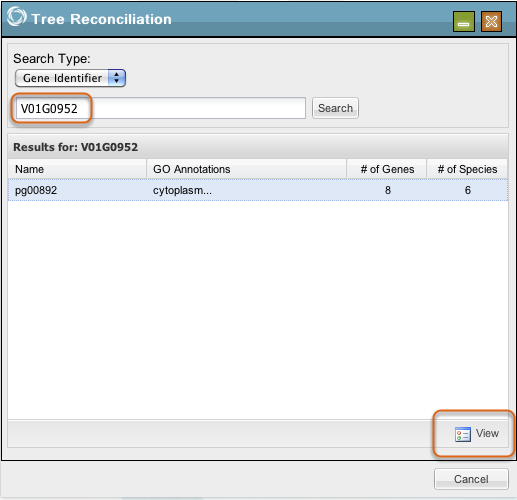 Tree Reconciliation
Search Type:
Gene Identifier
V01G0952
Search
Results for: V01G0952
Name GO Annotations # of Genes # of Species
pg00892 cytoplasm... 8 6
View
Cancel